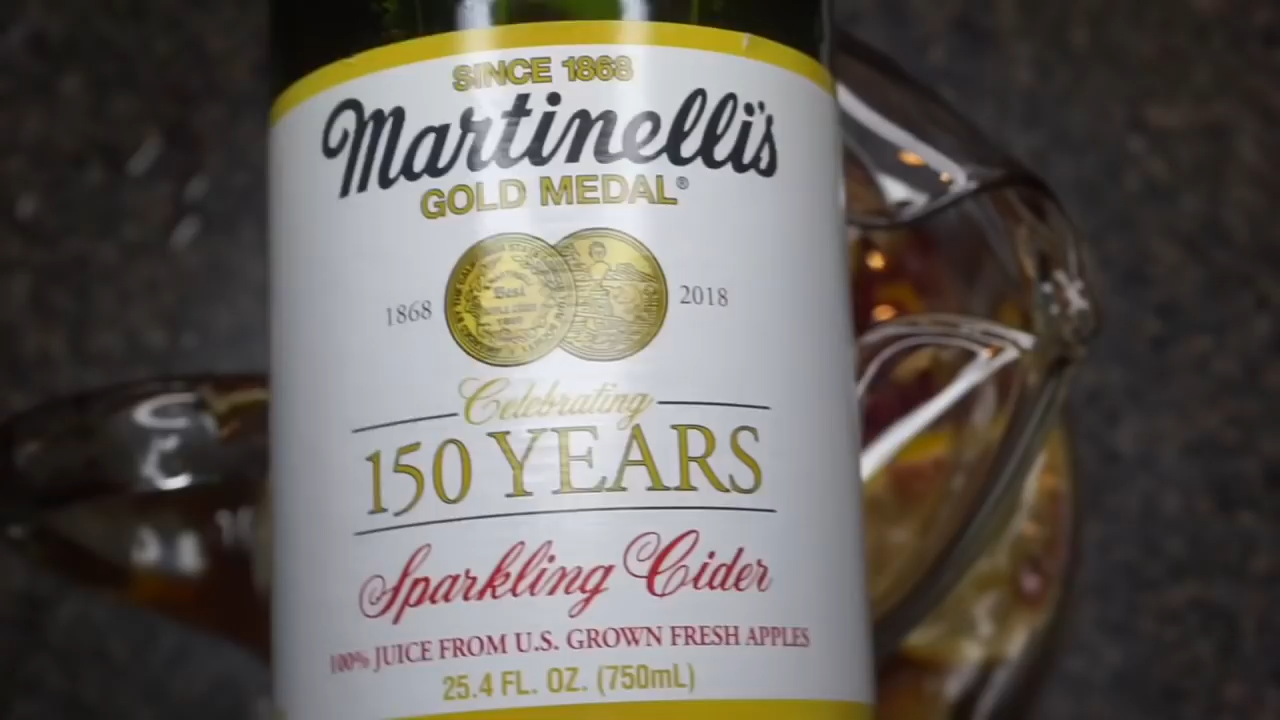 SINCE 1868
Martinelli's
GOLD MEDAL®
1868
Best
2018
Celebrating
150 YEARS
Sparkling Cider
100% JUICE FROM U.S. GROWN FRESH APPLES
25.4 FL. OZ. (750mL)